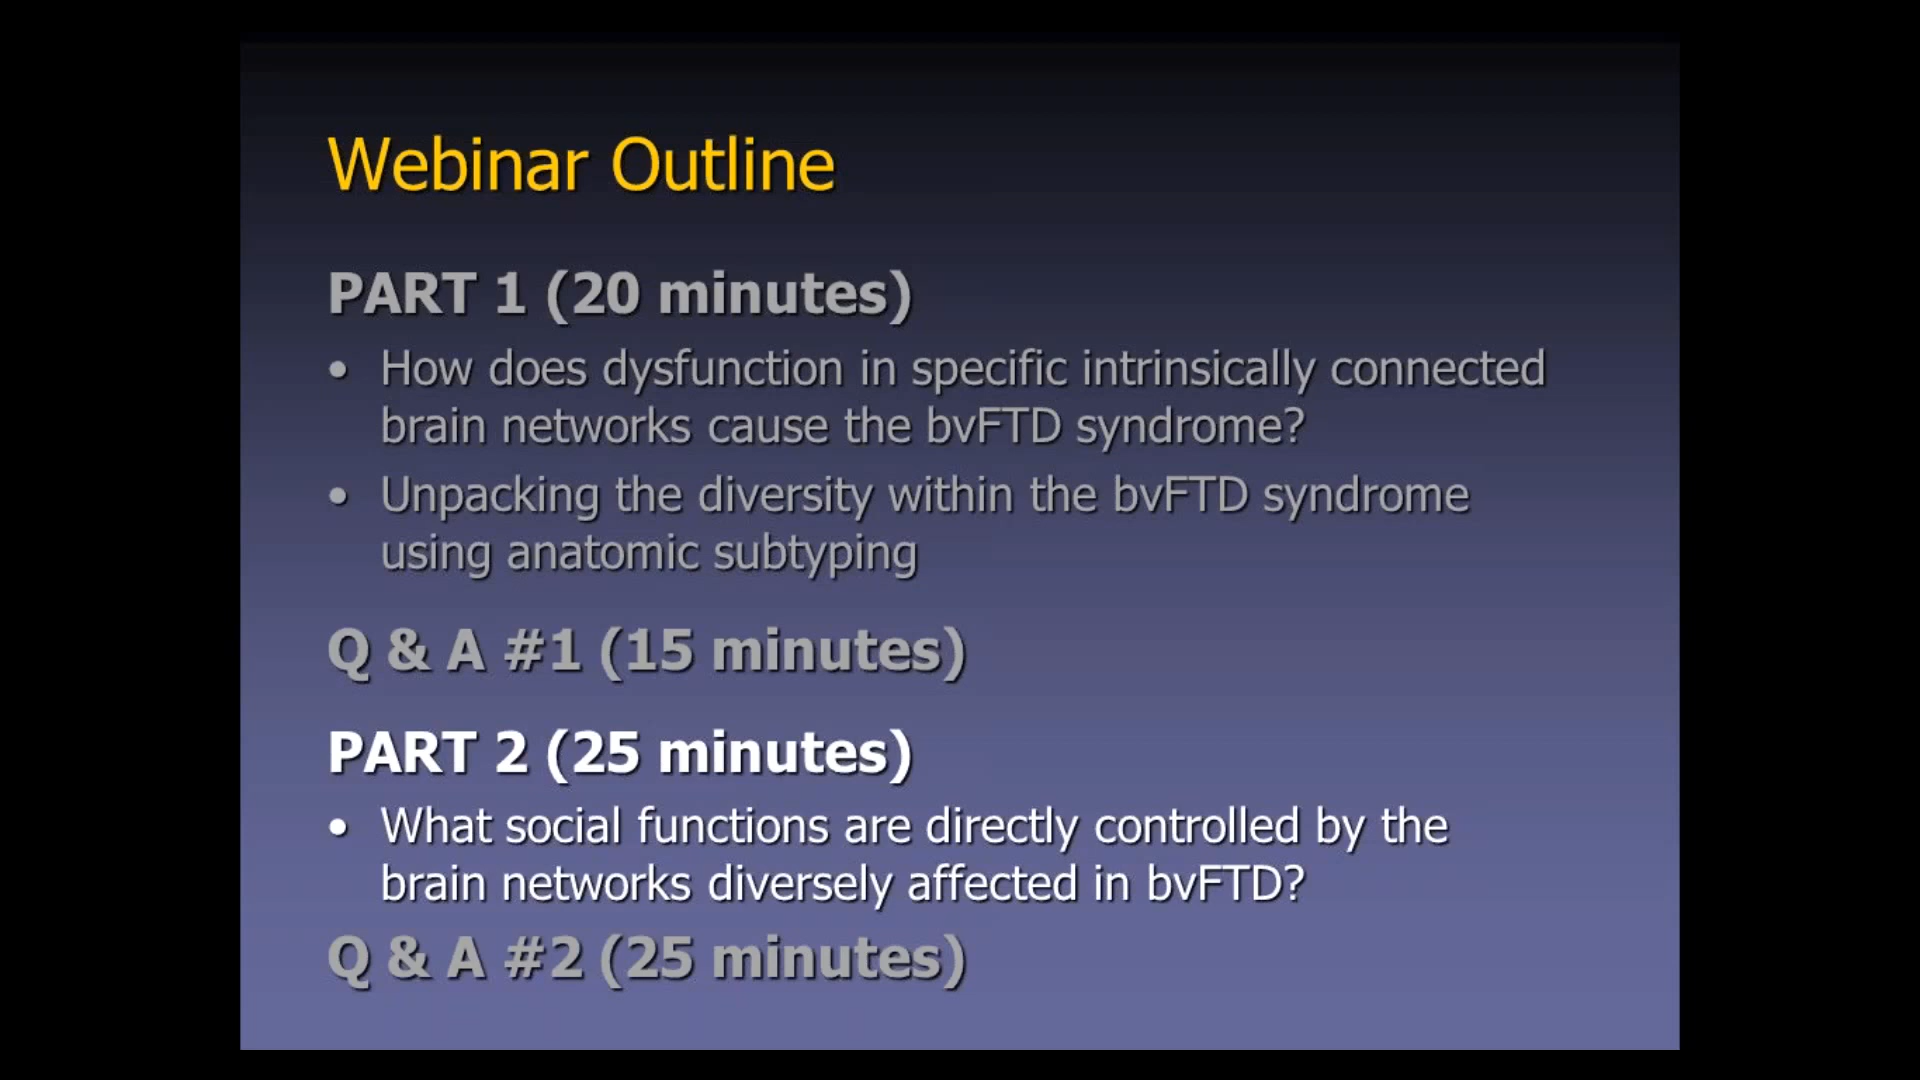 Webinar Outline
PART 1 (20 minutes)
• How does dysfunction in specific intrinsically connected
brain networks cause the bvFTD syndrome?
• Unpacking the diversity within the bvFTD syndrome
using anatomic subtyping
Q & A #1 (15 minutes)
PART 2 (25 minutes)
• What social functions are directly controlled by the
brain networks diversely affected in bvFTD?
Q & A #2 (25 minutes)